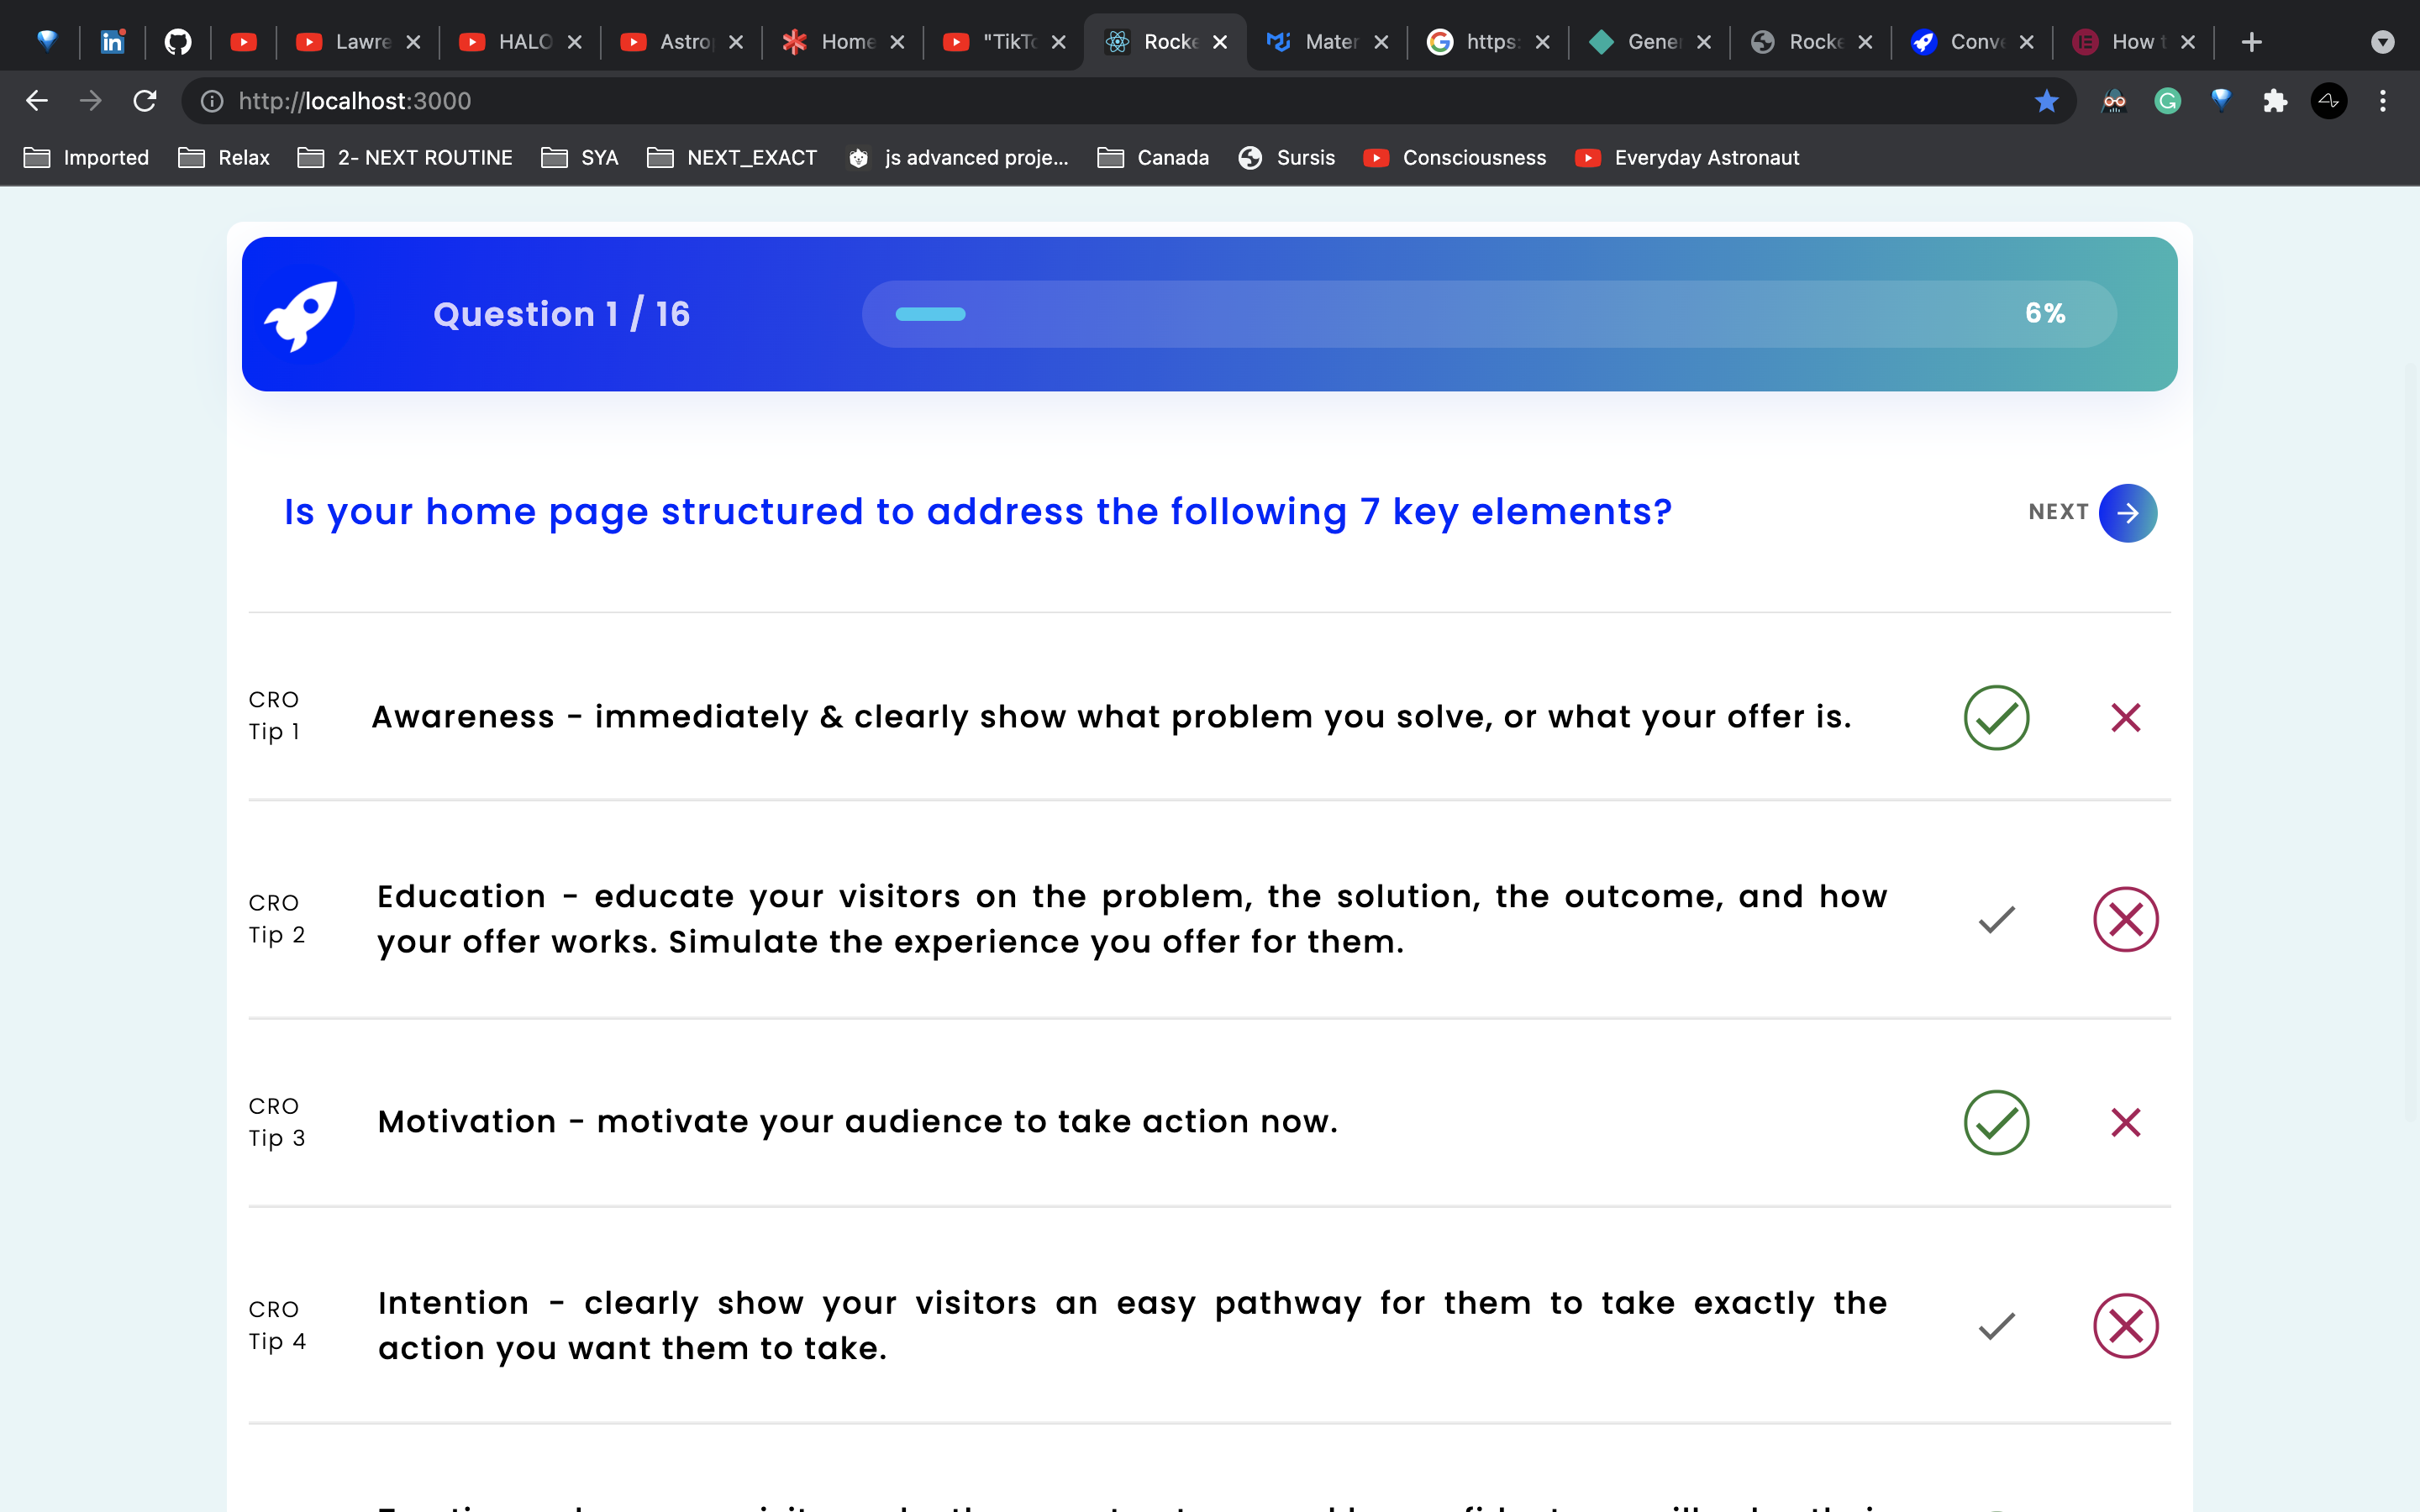 Lawre HALO Astro Home "TikTo Rocke Mater https: Gener Rocke Conve How t
http://localhost:3000
Imported Relax 2- NEXT ROUTINE SYA NEXT_EXACT js advanced proje... Canada Sursis Consciousness Everyday Astronaut
Question 1 / 16 6%
Is your home page structured to address the following 7 key elements? NEXT
CRO
Tip 1
Awareness - immediately & clearly show what problem you solve, or what your offer is.
CRO
Tip 2
Education - educate your visitors on the problem, the solution, the outcome, and how
your offer works. Simulate the experience you offer for them.
CRO
Tip 3
Motivation - motivate your audience to take action now.
CRO
Tip 4
Intention - clearly show your visitors an easy pathway for them to take exactly the
action you want them to take.